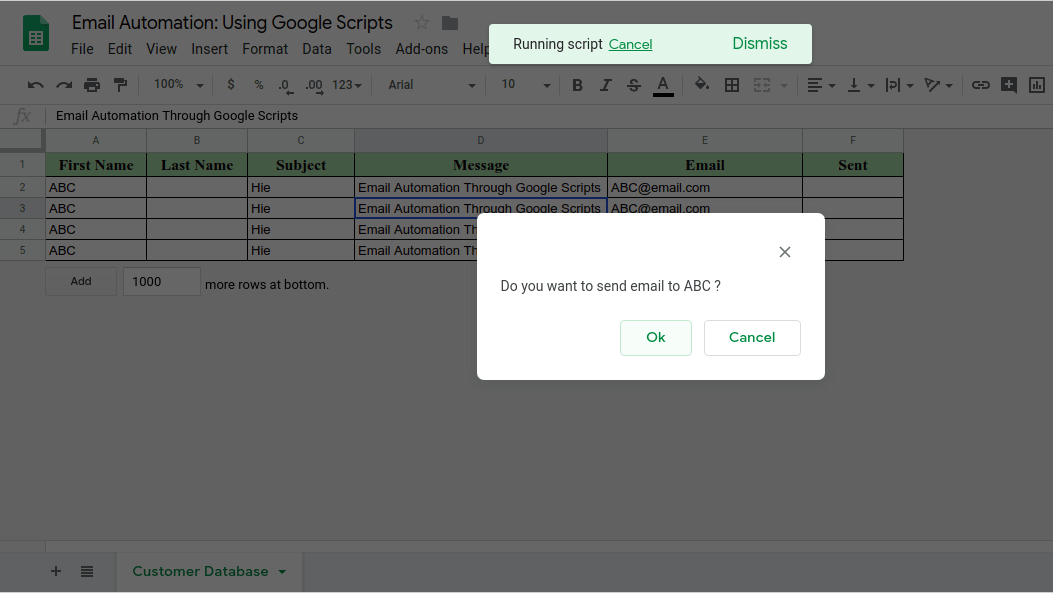 Email Automation: Using Google Scripts
File Edit View Insert Format Data Tools Add-ons Help
Running script Cancel Dismiss
100% $ % .0 .00 123 Arial 10 B I S A
fx Email Automation Through Google Scripts
A B C D E F
1 First Name Last Name Subject Message Email Sent
2 ABC Hie Email Automation Through Google Scripts ABC@email.com
3 ABC Hie Email Automation Through Google Scripts ABC@email.com
4 ABC Hie Email Automation Th
5 ABC Hie Email Automation Th
Add 1000 more rows at bottom.
Do you want to send email to ABC ?
Ok Cancel
Customer Database